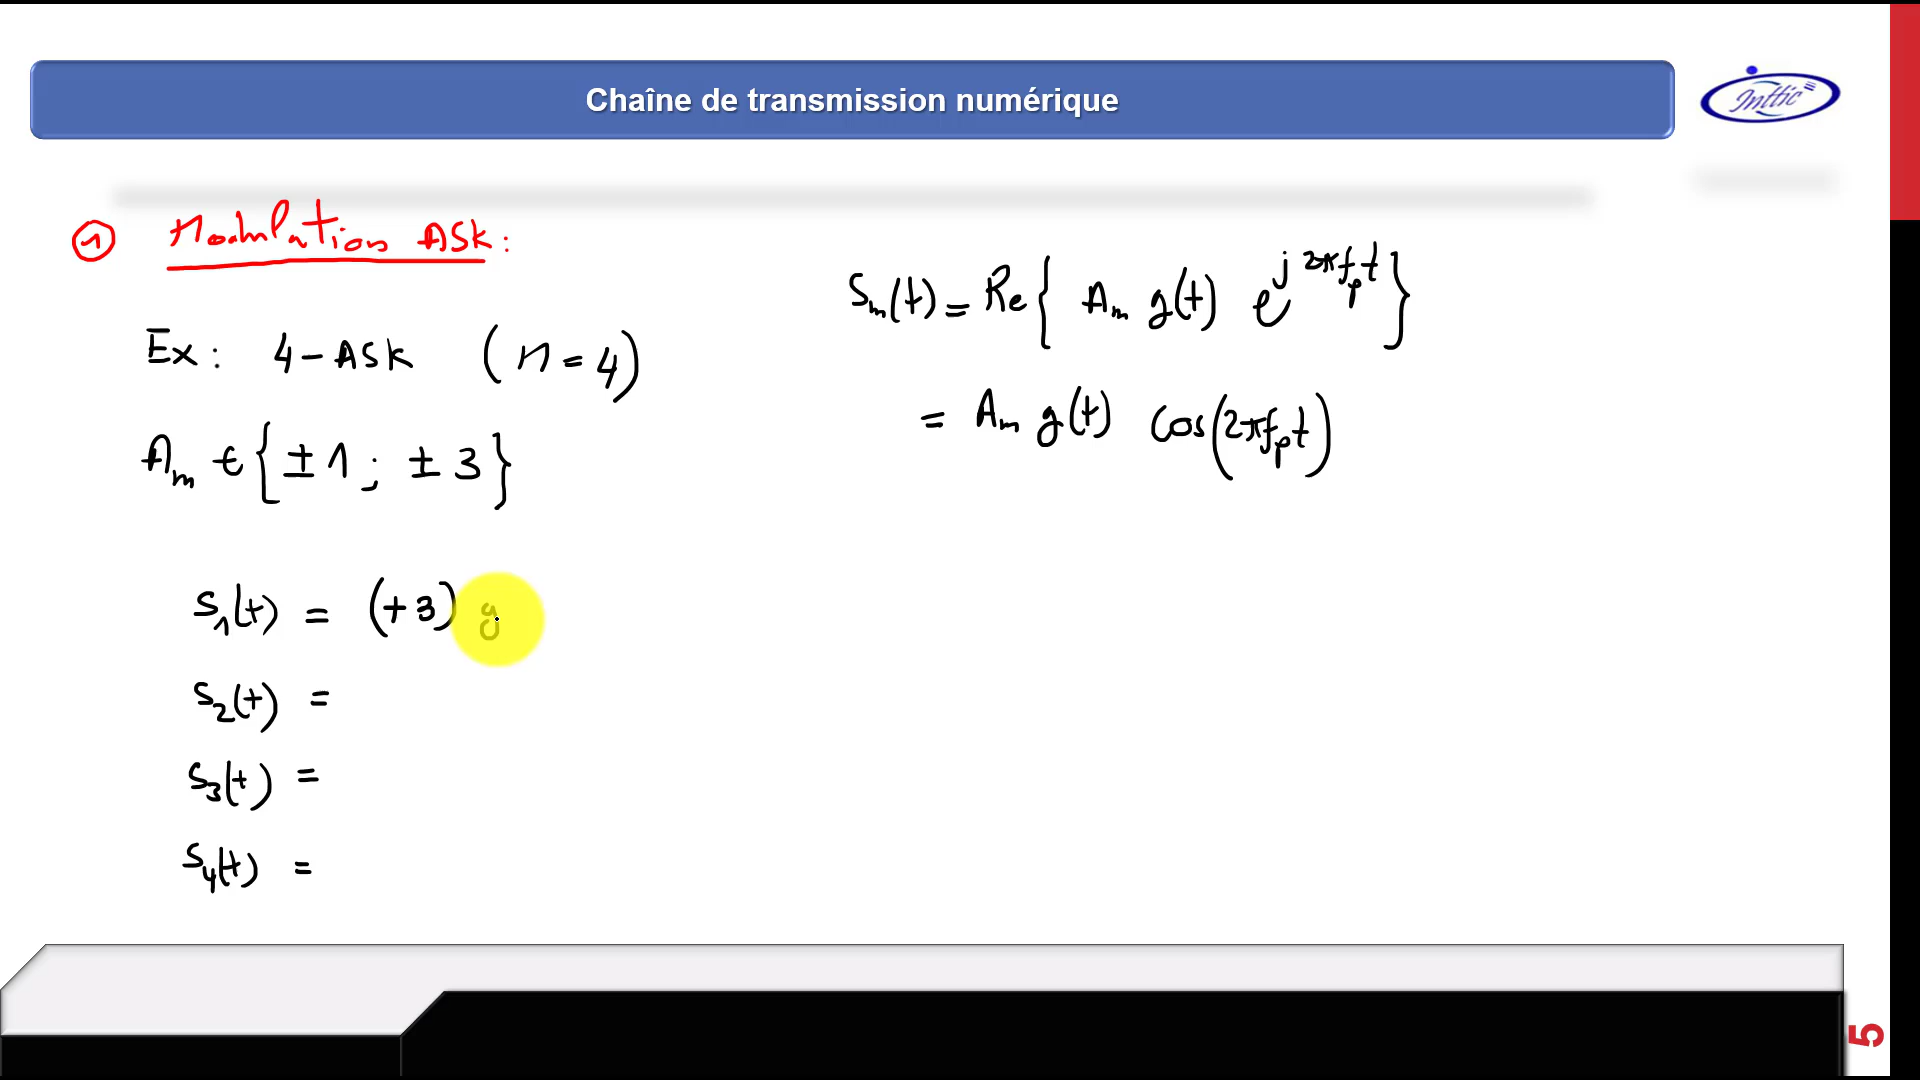 Chaîne de transmission numérique
Inttic
① Modulation ASK :
Ex : 4-ASK (M = 4)
Aₘ ∈ {±1 ; ±3}
S₁(t) = (+3) g
S₂(t) =
S₃(t) =
S₄(t) =
Sₘ(t) = Re{ Aₘ g(t) e^{j2πfₚt} }
= Aₘ g(t) cos(2πfₚt)
5